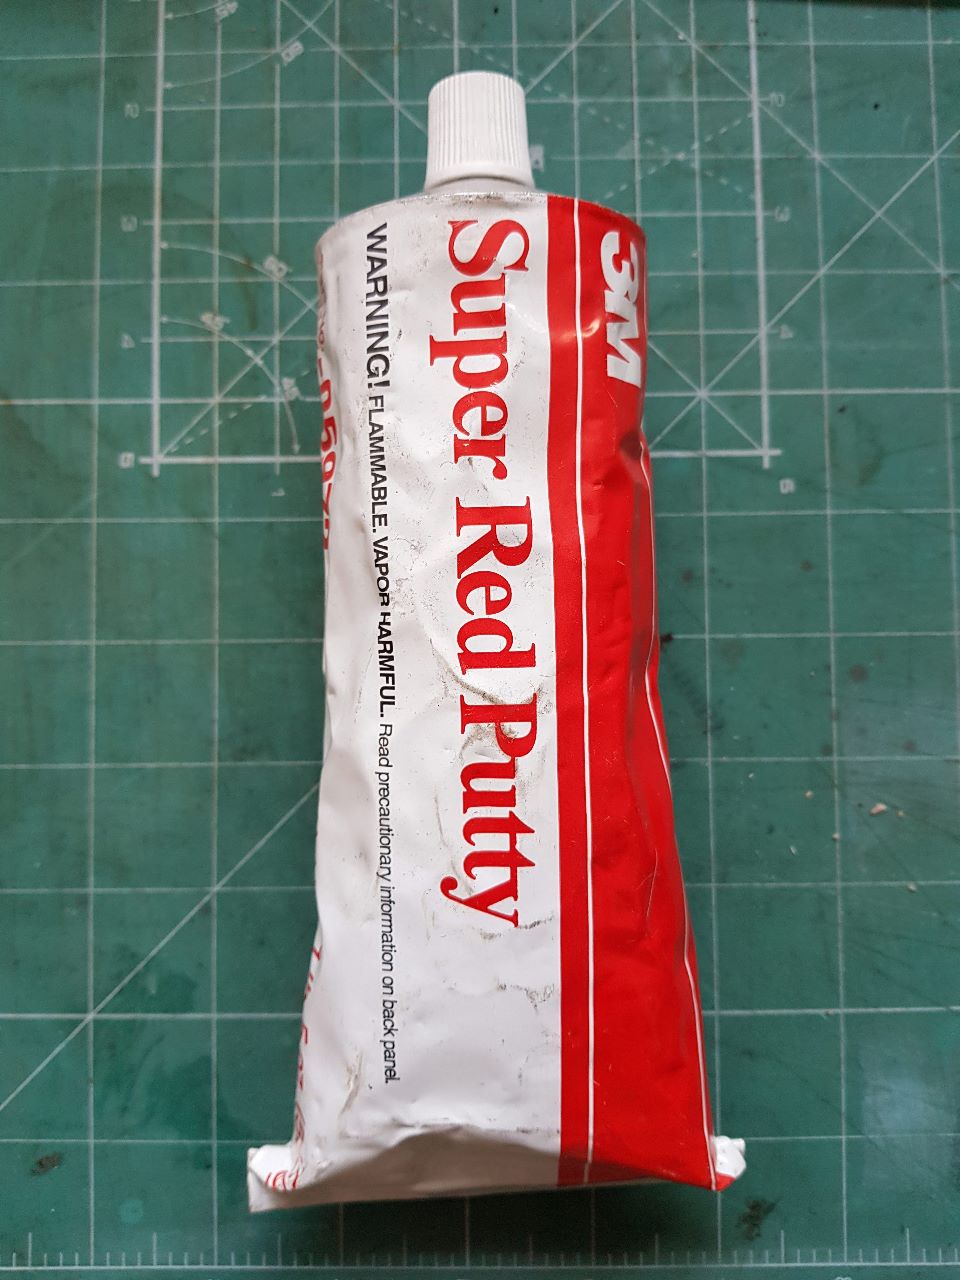 3M
Super Red Putty
WARNING! FLAMMABLE. VAPOR HARMFUL. Read precautionary information on back panel.